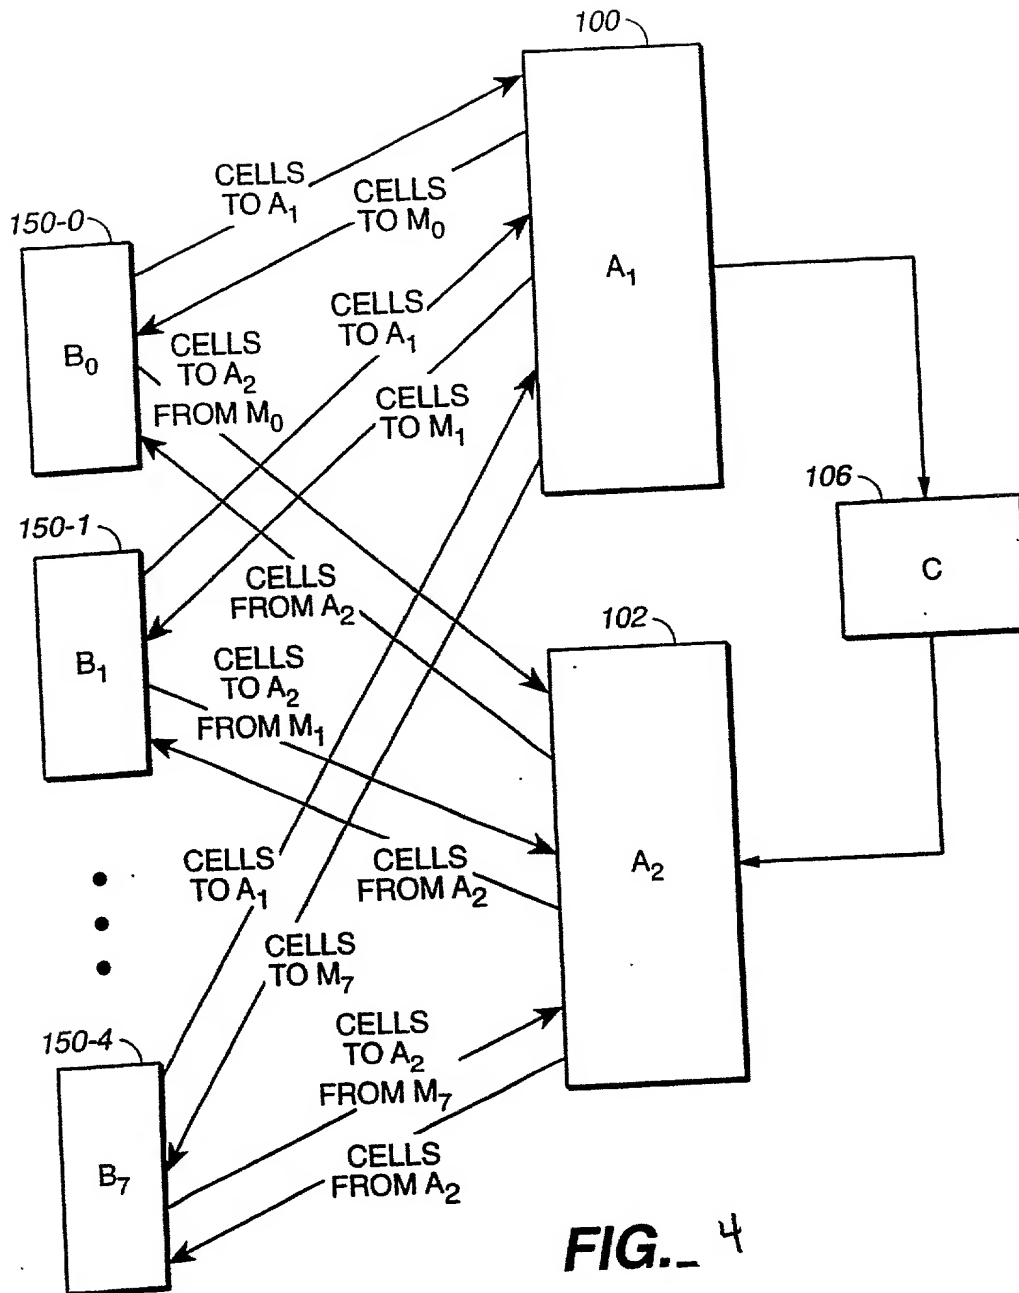 100
CELLS
TO A₁
CELLS
TO M₀
150-0
A₁
B₀
CELLS
TO A₂
FROM M₀
CELLS
TO A₁
CELLS
TO M₁
150-1
106
C
CELLS
FROM A₂
102
B₁
CELLS
TO A₂
FROM M₁
CELLS
TO A₁
CELLS
FROM A₂
A₂
CELLS
TO M₇
150-4
CELLS
TO A₂
FROM M₇
B₇
CELLS
FROM A₂
FIG._ 4